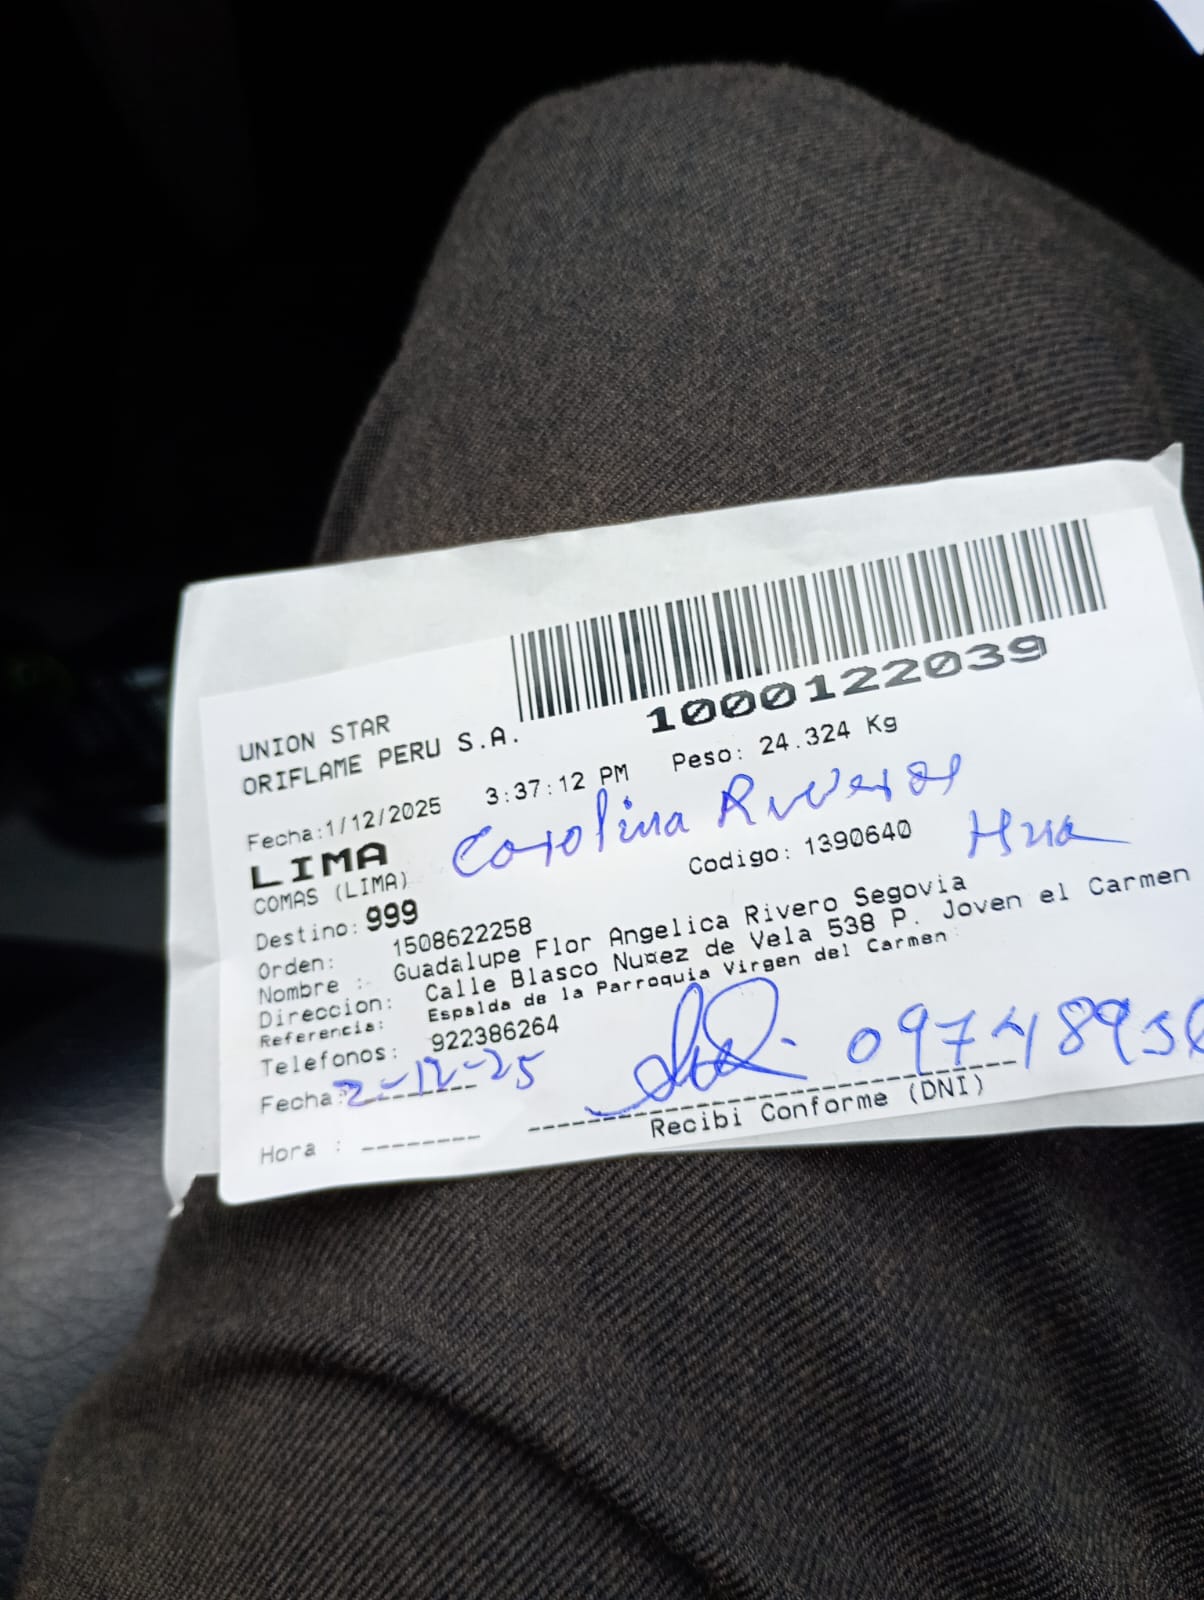 1000122039
UNION STAR
ORIFLAME PERU S.A.
Fecha:1/12/2025 3:37:12 PM Peso: 24.324 Kg
LIMA Carolina Riveros
COMAS (LIMA) Codigo: 1390640 Hna
Destino: 999
Orden: 1508622258
Nombre : Guadalupe Flor Angelica Rivero Segovia
Direccion: Calle Blasco Nu¤ez de Vela 538 P. Joven el Carmen
Referencia: Espalda de la Parroquia Virgen del Carmen
Telefonos: 922386264
Fecha: 2-12-25
Recibi Conforme (DNI)
Hora :